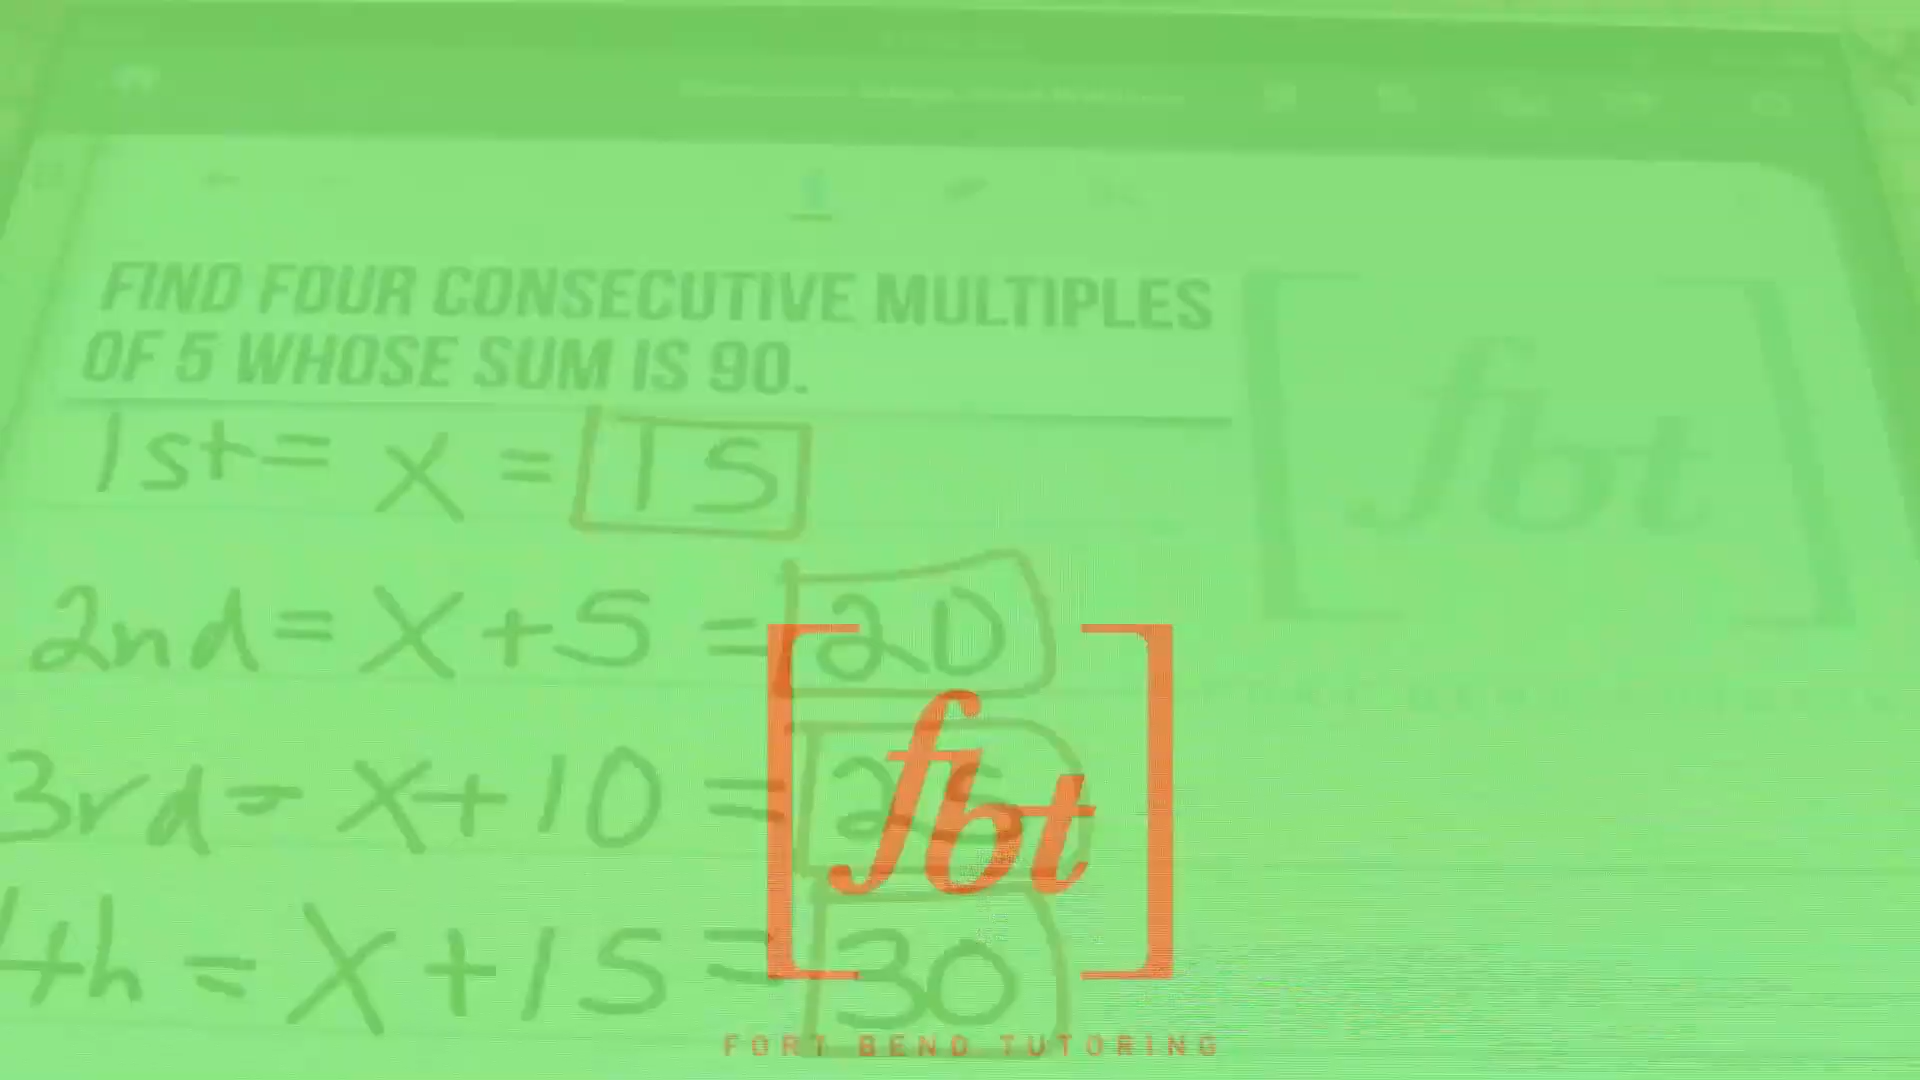 FIND FOUR CONSECUTIVE MULTIPLES
OF 5 WHOSE SUM IS 90.
fbt
1st = x = 15
2nd = x + 5 = 20
3rd = x + 10 = 25
4th = x + 15 = 30
fbt
FORT BEND TUTORING